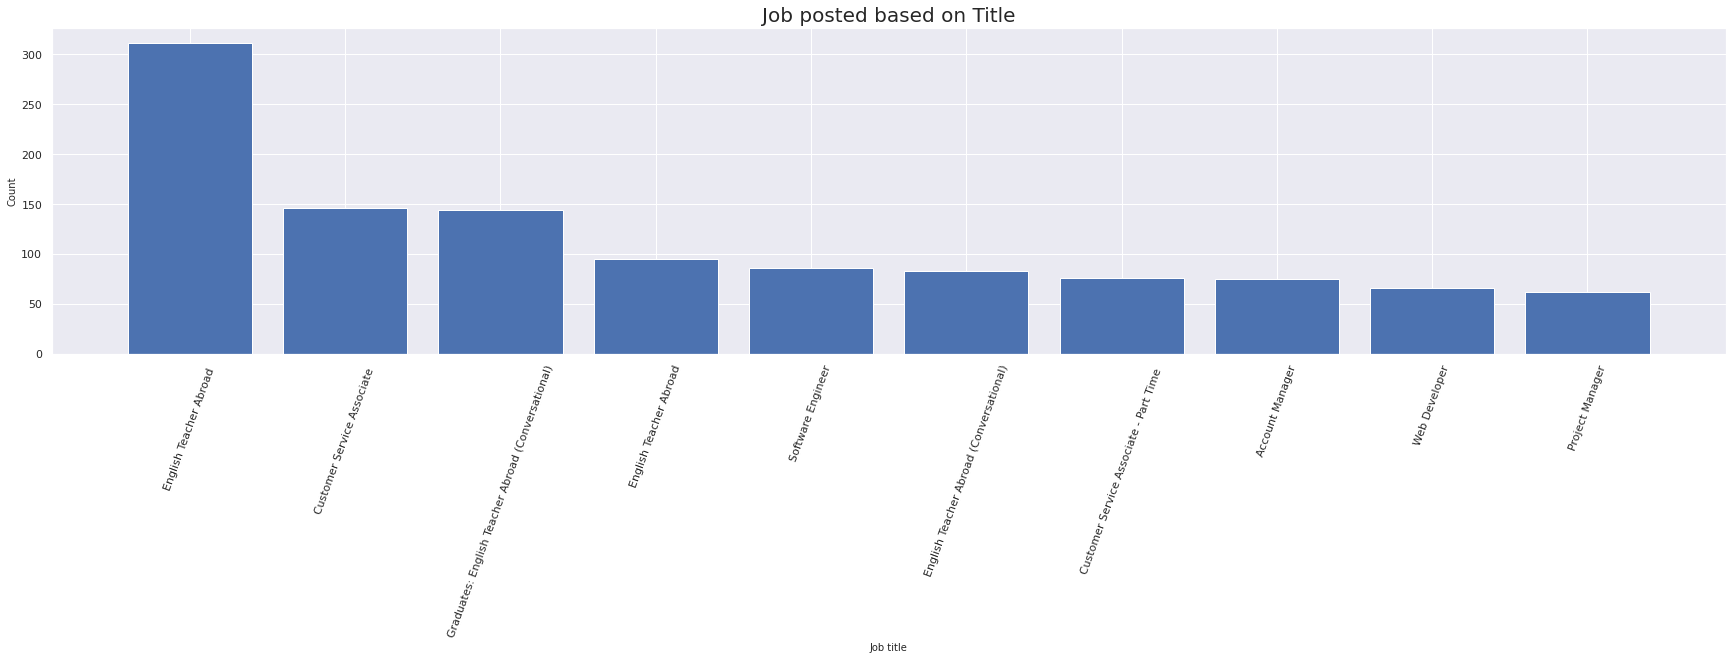 Job posted based on Title
Count
300
250
200
150
100
50
0
English Teacher Abroad
Customer Service Associate
Graduates: English Teacher Abroad (Conversational)
English Teacher Abroad
Software Engineer
English Teacher Abroad (Conversational)
Customer Service Associate - Part Time
Account Manager
Web Developer
Project Manager
Job title